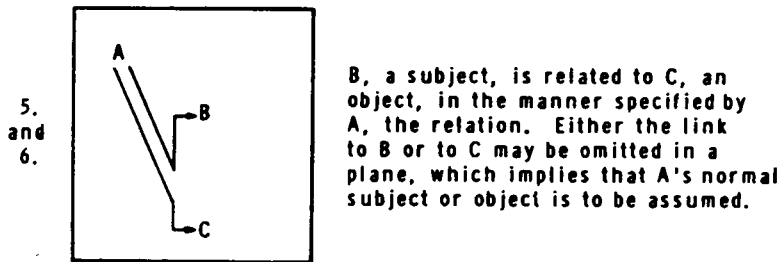 5.
and
6.
A
B
C
B, a subject, is related to C, an
object, in the manner specified by
A, the relation. Either the link
to B or to C may be omitted in a
plane, which implies that A's normal
subject or object is to be assumed.